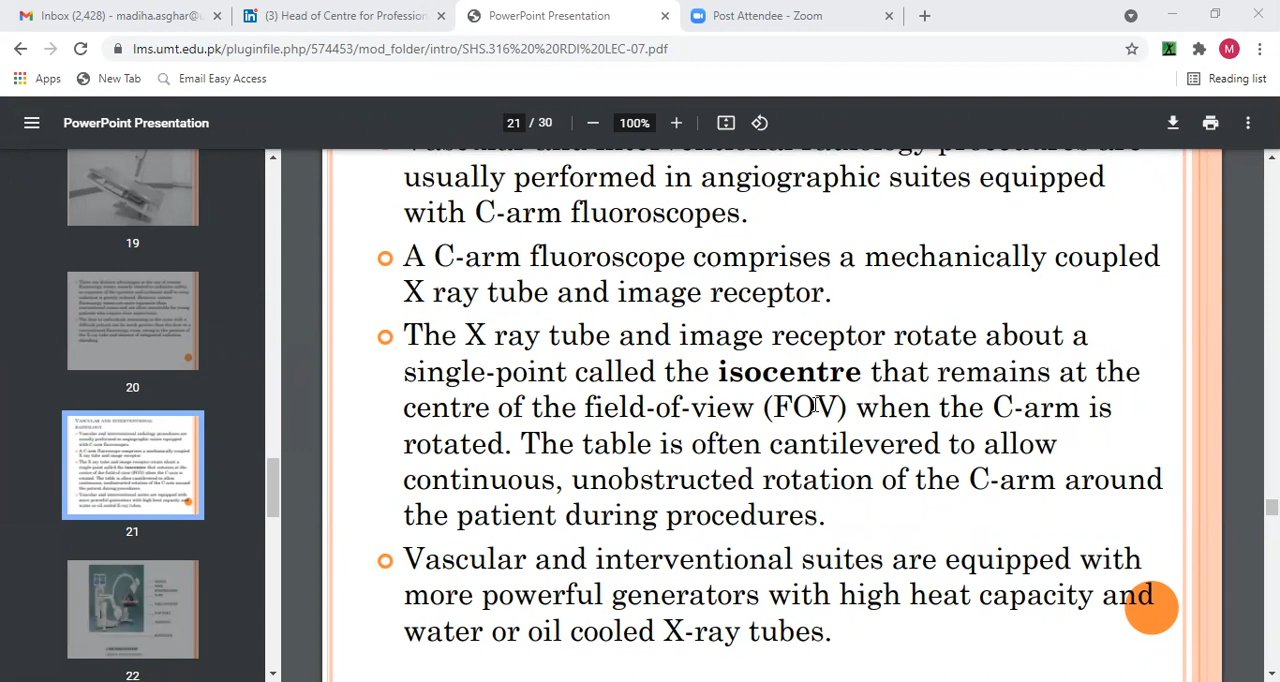 Inbox (2,428) - madiha.asghar@u
(3) Head of Centre for Profession
PowerPoint Presentation
Post Attendee - Zoom
lms.umt.edu.pk/pluginfile.php/574453/mod_folder/intro/SHS.316%20%20RDI%20LEC-07.pdf
M
Apps
New Tab
Email Easy Access
Reading list
PowerPoint Presentation
21 / 30
100%
Vascular and interventional radiology procedures are
usually performed in angiographic suites equipped
with C-arm fluoroscopes.
A C-arm fluoroscope comprises a mechanically coupled
X ray tube and image receptor.
The X ray tube and image receptor rotate about a
single-point called the isocentre that remains at the
centre of the field-of-view (FOV) when the C-arm is
rotated. The table is often cantilevered to allow
continuous, unobstructed rotation of the C-arm around
the patient during procedures.
Vascular and interventional suites are equipped with
more powerful generators with high heat capacity and
water or oil cooled X-ray tubes.
19
20
21
22